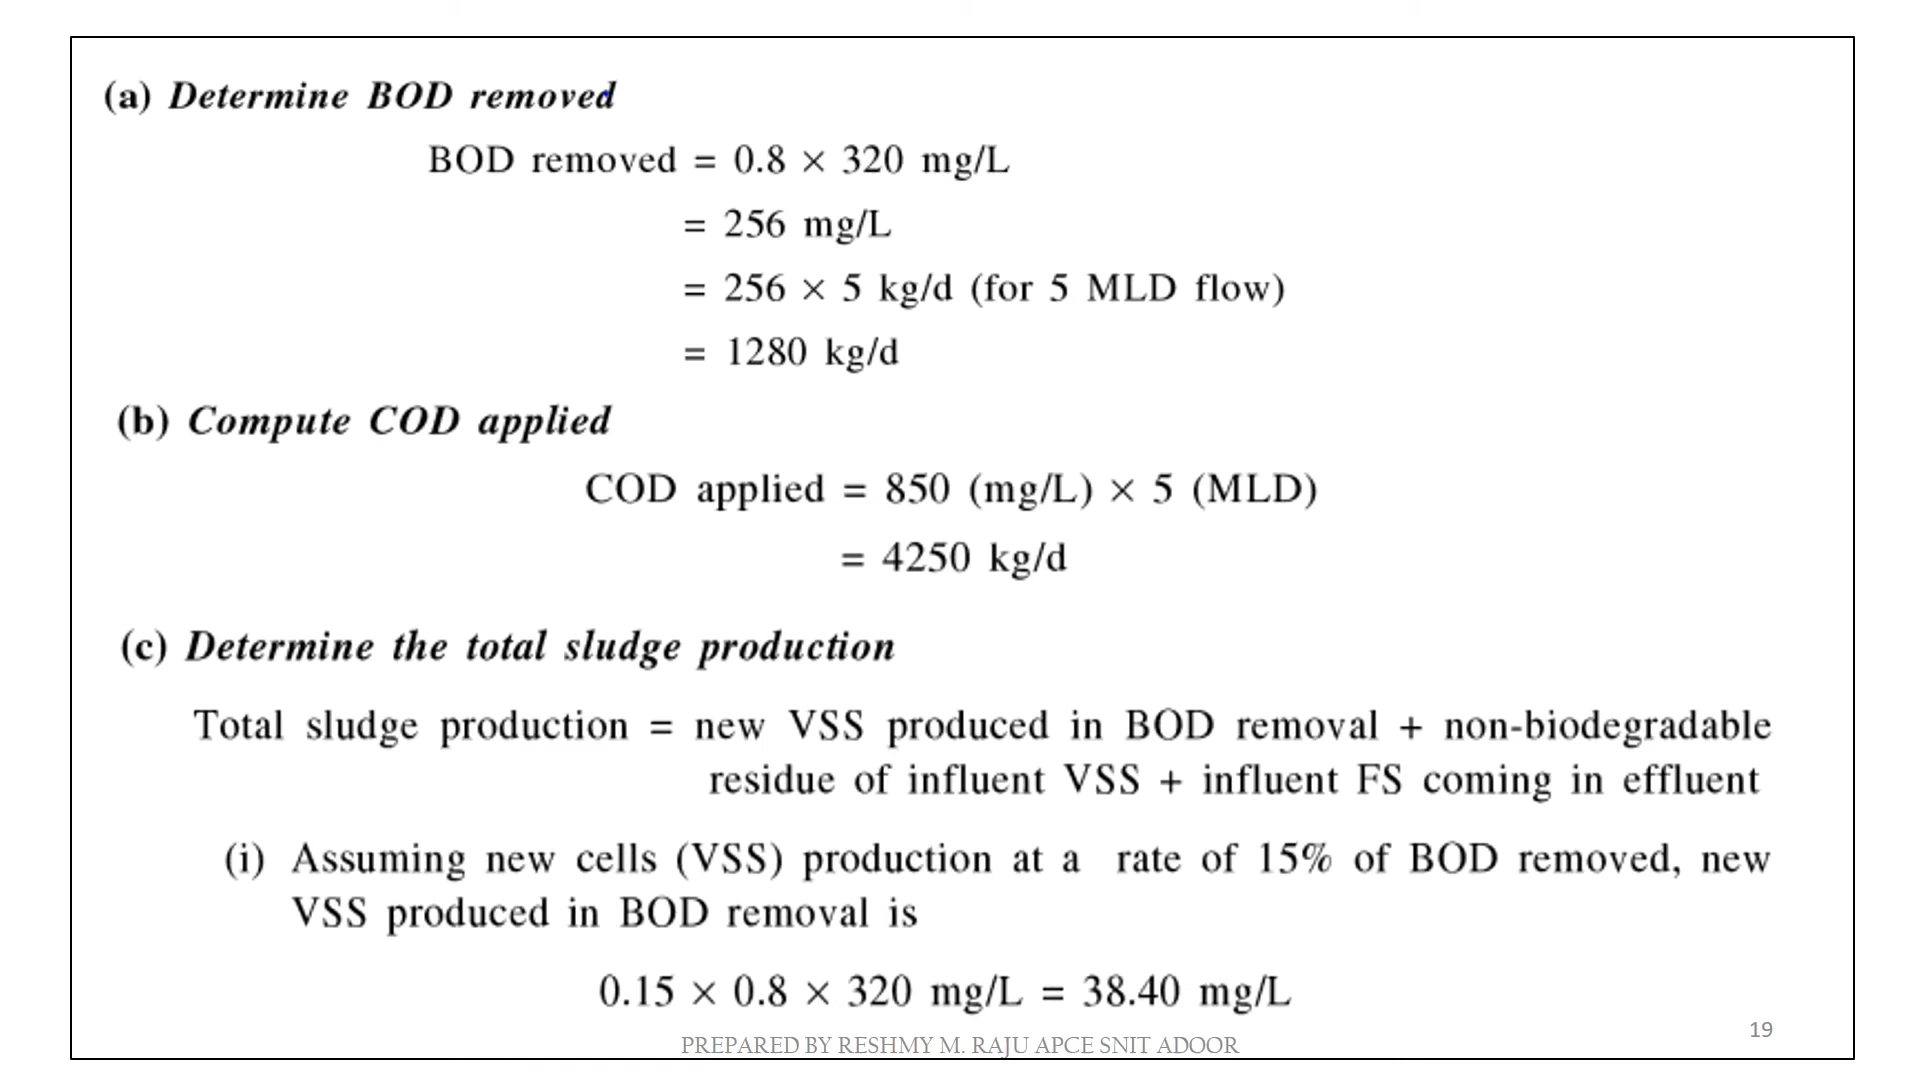 (a) Determine BOD removed
BOD removed = 0.8 × 320 mg/L
= 256 mg/L
= 256 × 5 kg/d (for 5 MLD flow)
= 1280 kg/d
(b) Compute COD applied
COD applied = 850 (mg/L) × 5 (MLD)
= 4250 kg/d
(c) Determine the total sludge production
Total sludge production = new VSS produced in BOD removal + non-biodegradable
residue of influent VSS + influent FS coming in effluent
(i) Assuming new cells (VSS) production at a rate of 15% of BOD removed, new
VSS produced in BOD removal is
0.15 × 0.8 × 320 mg/L = 38.40 mg/L
19
PREPARED BY RESHMY M. RAJU APCE SNIT ADOOR